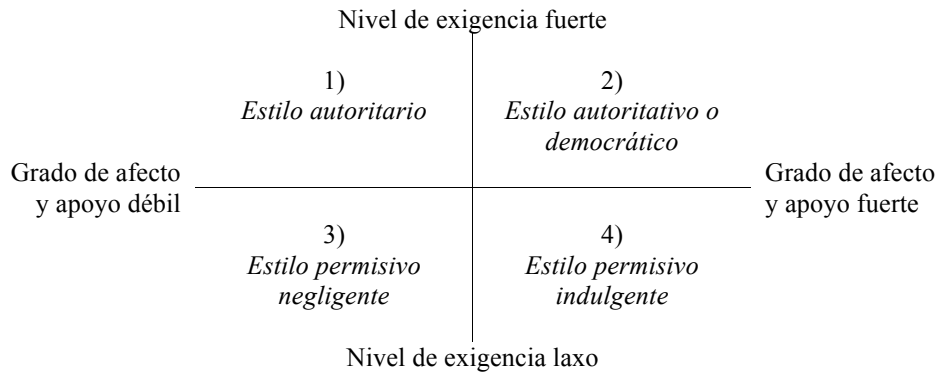 Nivel de exigencia fuerte
1)
Estilo autoritario
2)
Estilo autoritativo o
democrático
Grado de afecto
y apoyo débil
Grado de afecto
y apoyo fuerte
3)
Estilo permisivo
negligente
4)
Estilo permisivo
indulgente
Nivel de exigencia laxo